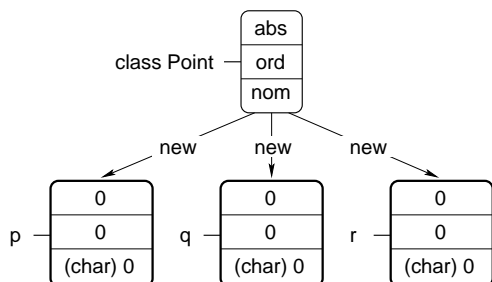 abs
class Point ord
nom
new new new
0 0 0
p 0 q 0 r 0
(char) 0 (char) 0 (char) 0